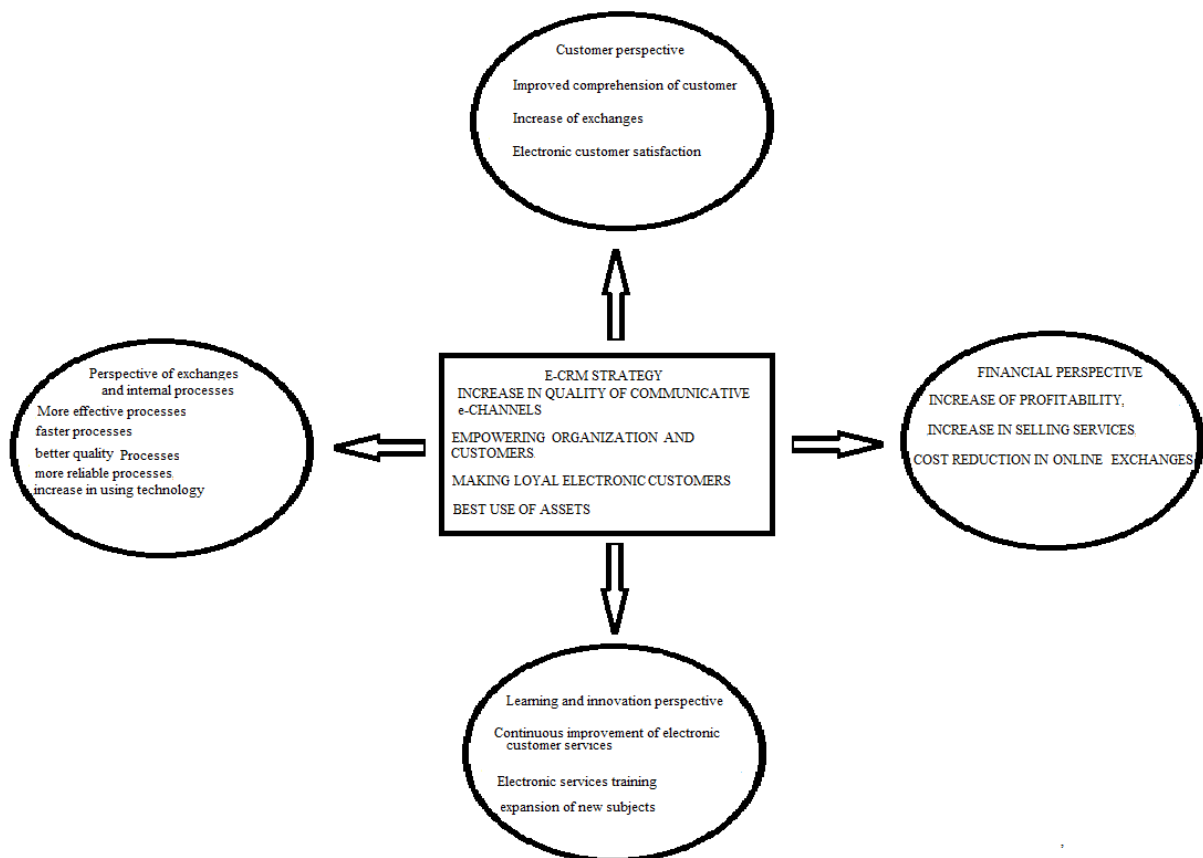 Customer perspective
Improved comprehension of customer
Increase of exchanges
Electronic customer satisfaction
Perspective of exchanges
and internal processes
More effective processes
faster processes
better quality Processes
more reliable processes
increase in using technology
E-CRM STRATEGY
INCREASE IN QUALITY OF COMMUNICATIVE
e-CHANNELS
EMPOWERING ORGANIZATION AND
CUSTOMERS
MAKING LOYAL ELECTRONIC CUSTOMERS
BEST USE OF ASSETS
FINANCIAL PERSPECTIVE
INCREASE OF PROFITABILITY,
INCREASE IN SELLING SERVICES
COST REDUCTION IN ONLINE EXCHANGES
Learning and innovation perspective
Continuous improvement of electronic
customer services
Electronic services training
expansion of new subjects